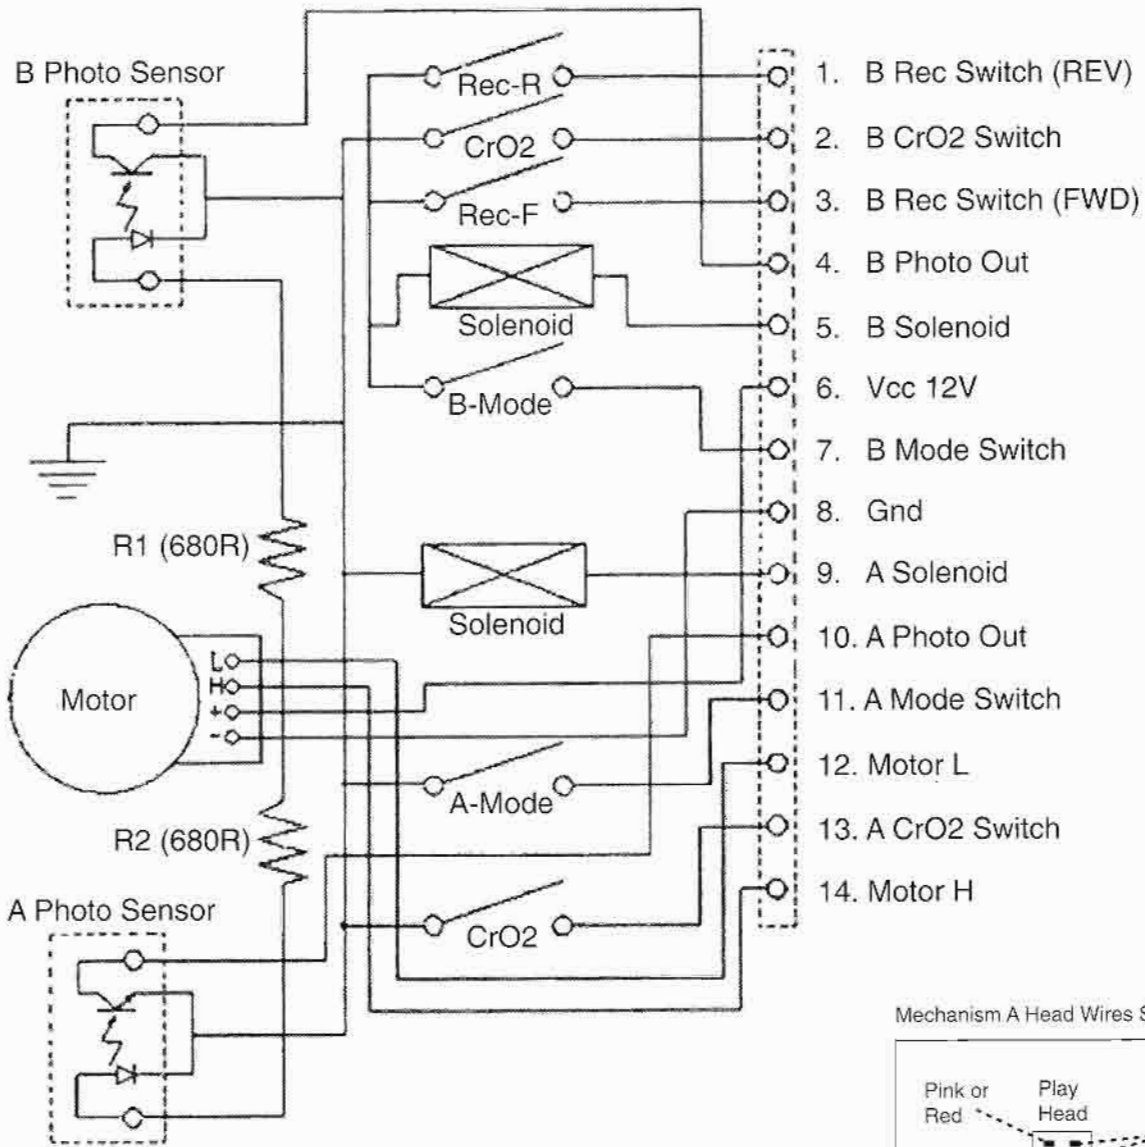 B Photo Sensor
Rec-R
CrO2
Rec-F
Solenoid
B-Mode
R1 (680R)
Solenoid
Motor
L
H
+
-
A-Mode
R2 (680R)
A Photo Sensor
CrO2
1. B Rec Switch (REV)
2. B CrO2 Switch
3. B Rec Switch (FWD)
4. B Photo Out
5. B Solenoid
6. Vcc 12V
7. B Mode Switch
8. Gnd
9. A Solenoid
10. A Photo Out
11. A Mode Switch
12. Motor L
13. A CrO2 Switch
14. Motor H
Mechanism A Head Wires
Pink or
Red
Play
Head